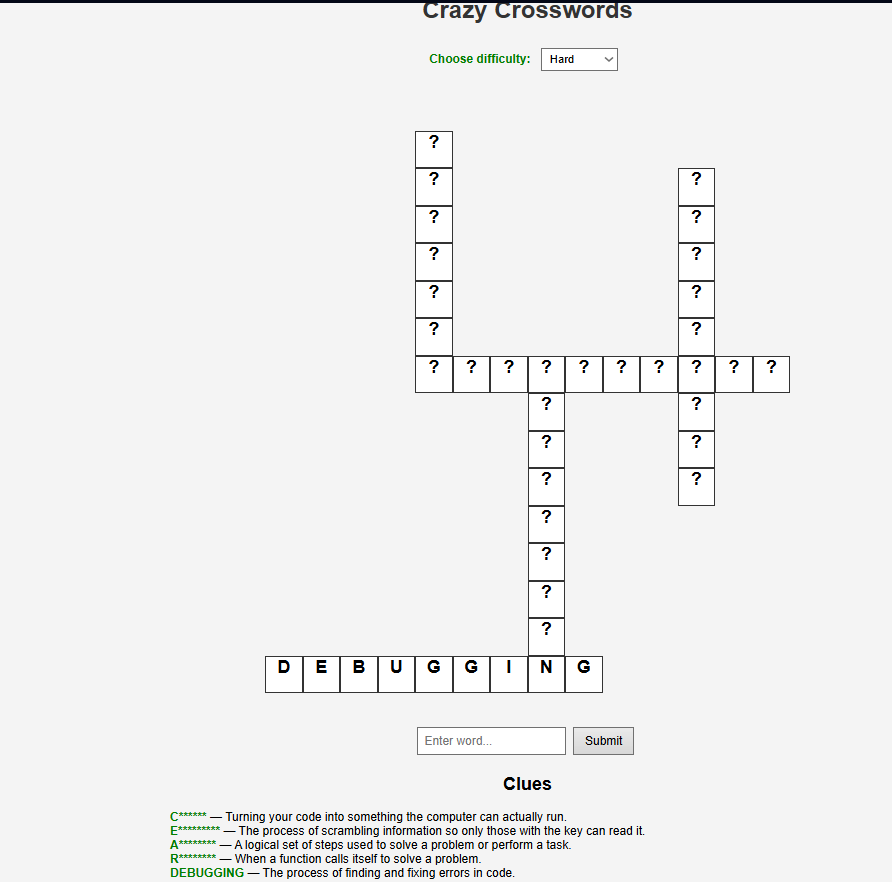 Crazy Crosswords
Choose difficulty: Hard
?
? ?
? ?
? ?
? ?
? ?
? ? ? ? ? ? ? ? ? ?
? ?
? ?
? ?
?
?
?
?
D E B U G G I N G
Enter word... Submit
Clues
C****** — Turning your code into something the computer can actually run.
E********* — The process of scrambling information so only those with the key can read it.
A******** — A logical set of steps used to solve a problem or perform a task.
R******** — When a function calls itself to solve a problem.
DEBUGGING — The process of finding and fixing errors in code.